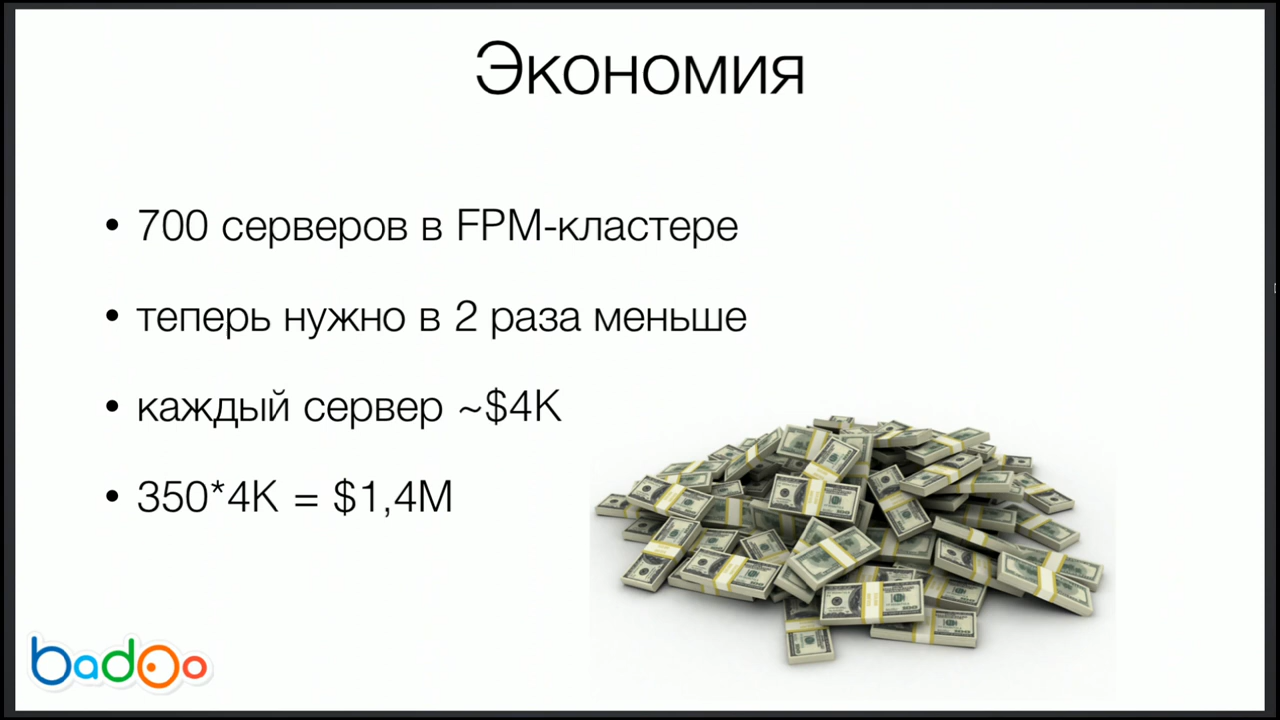 Экономия
• 700 серверов в FPM-кластере
• теперь нужно в 2 раза меньше
• каждый сервер ~$4K
• 350*4K = $1,4M
badoo